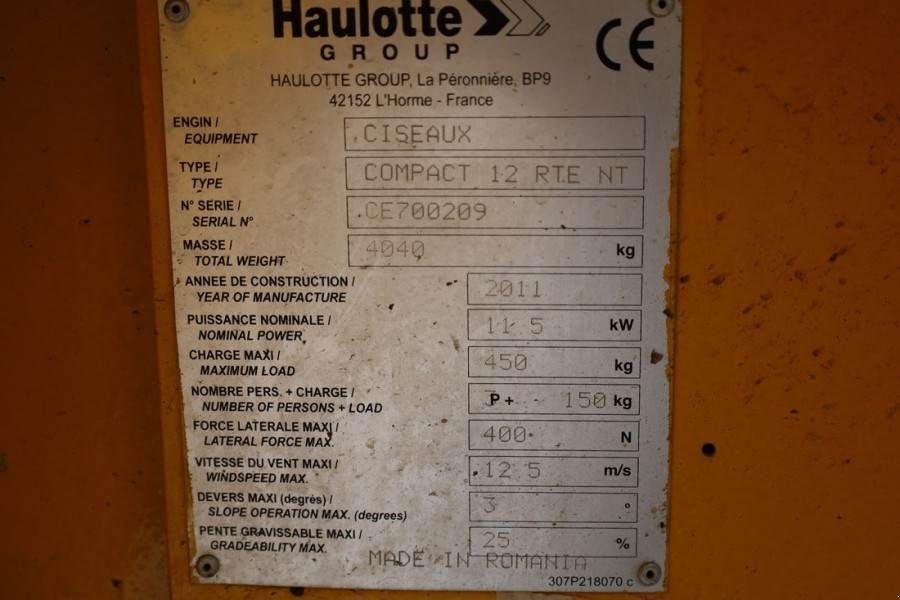 Haulotte
GROUP
CE
HAULOTTE GROUP, La Péronnière, BP9
42152 L'Horme - France
ENGIN /
EQUIPMENT
CISEAUX
TYPE /
TYPE
COMPACT 12 RTE NT
N° SERIE /
SERIAL N°
CE700209
MASSE /
TOTAL WEIGHT
4040 kg
ANNEE DE CONSTRUCTION /
YEAR OF MANUFACTURE
2011
PUISSANCE NOMINALE /
NOMINAL POWER
11 5 kW
CHARGE MAXI /
MAXIMUM LOAD
450 kg
NOMBRE PERS. + CHARGE /
NUMBER OF PERSONS + LOAD
3 P + 150 kg
FORCE LATERALE MAXI /
LATERAL FORCE MAX.
400 N
VITESSE DU VENT MAXI /
WINDSPEED MAX.
12 5 m/s
DEVERS MAXI (degrés) /
SLOPE OPERATION MAX. (degrees)
3 °
PENTE GRAVISSABLE MAXI /
GRADEABILITY MAX.
25 %
MADE IN ROMANIA
307P218070 c